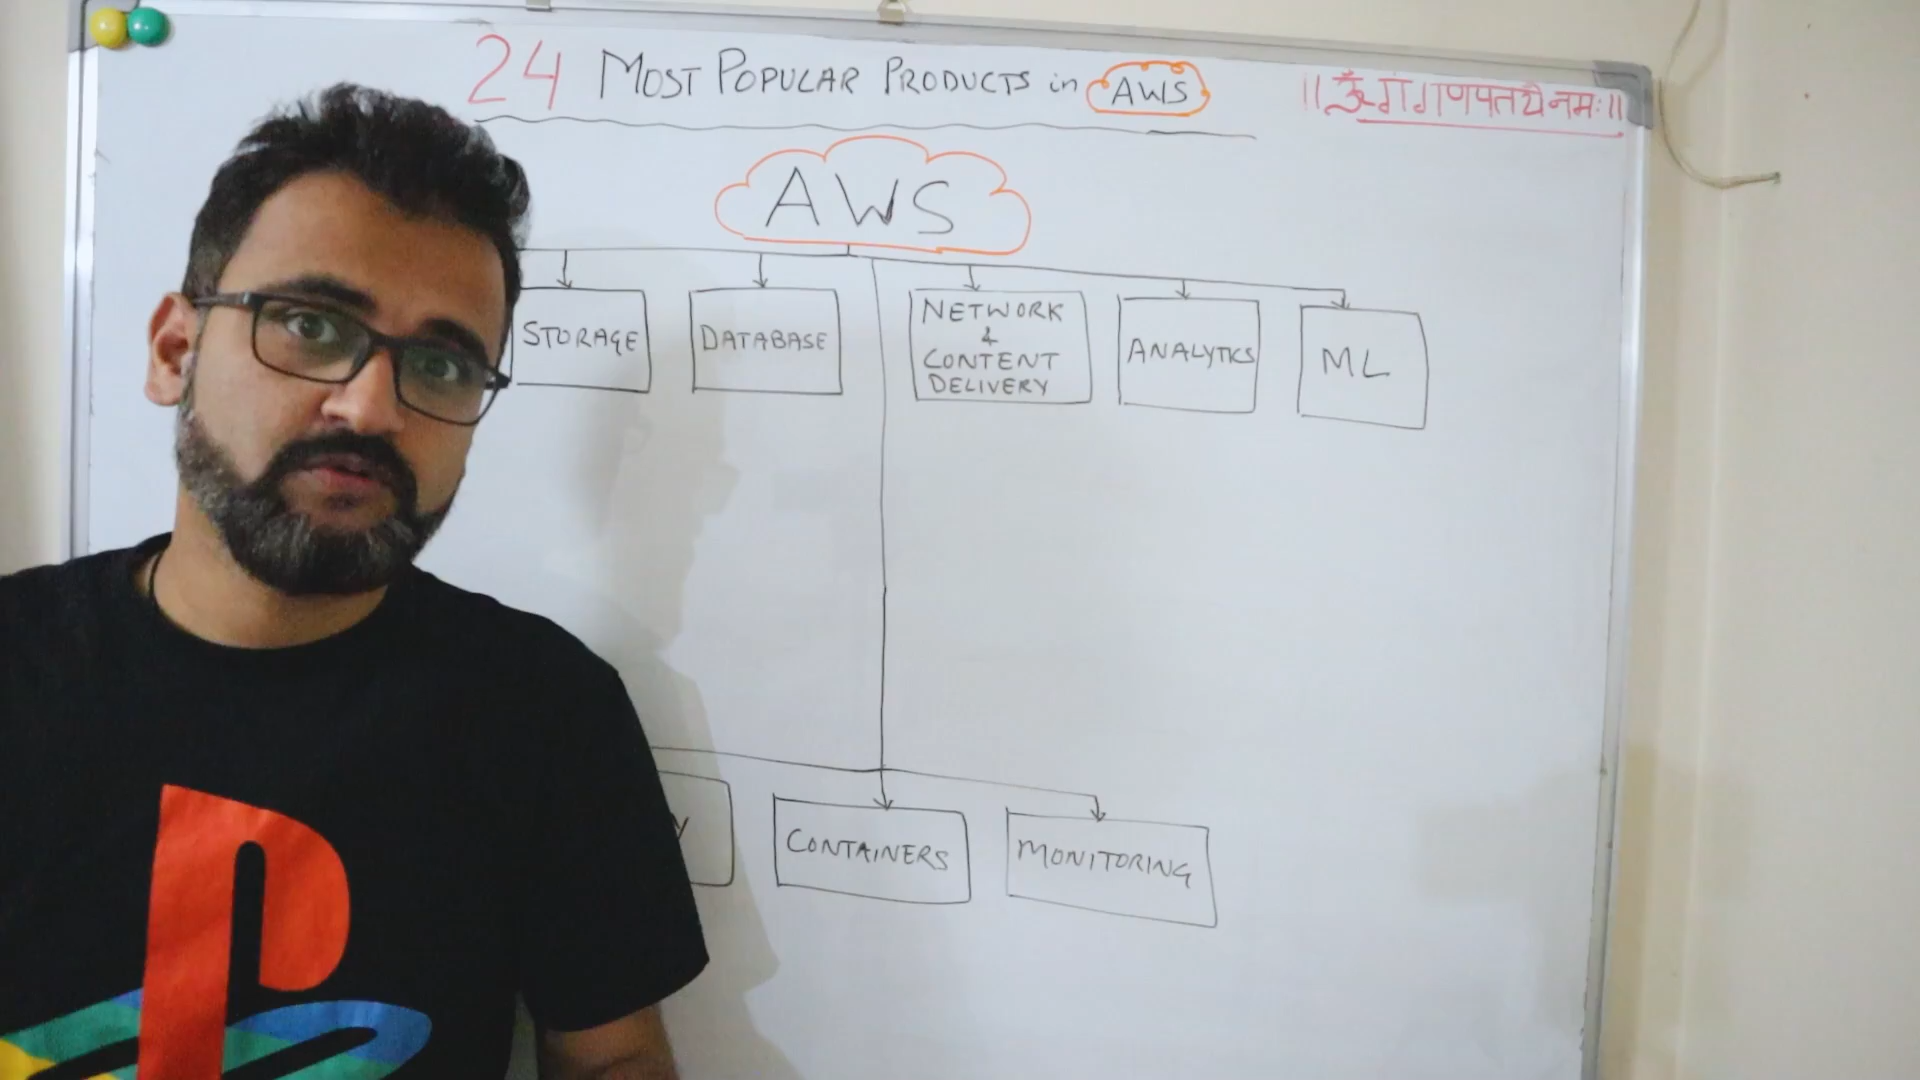 24 MOST POPULAR PRODUCTS in AWS
॥ ॐ गं गणपतये नमः ॥
AWS
STORAGE
DATABASE
NETWORK
&
CONTENT
DELIVERY
ANALYTICS
ML
CONTAINERS
MONITORING